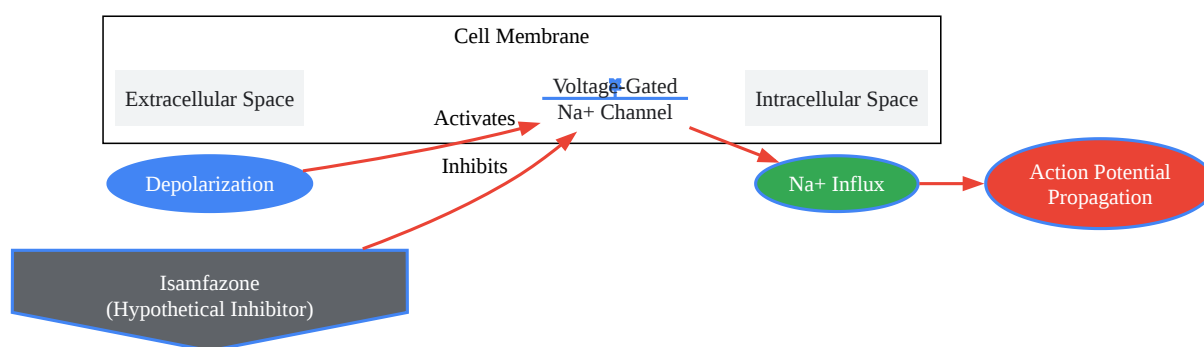 Cell Membrane
Extracellular Space
Voltage-Gated
Na+ Channel
Intracellular Space
Activates
Inhibits
Depolarization
Na+ Influx
Action Potential
Propagation
Isamfazone
(Hypothetical Inhibitor)